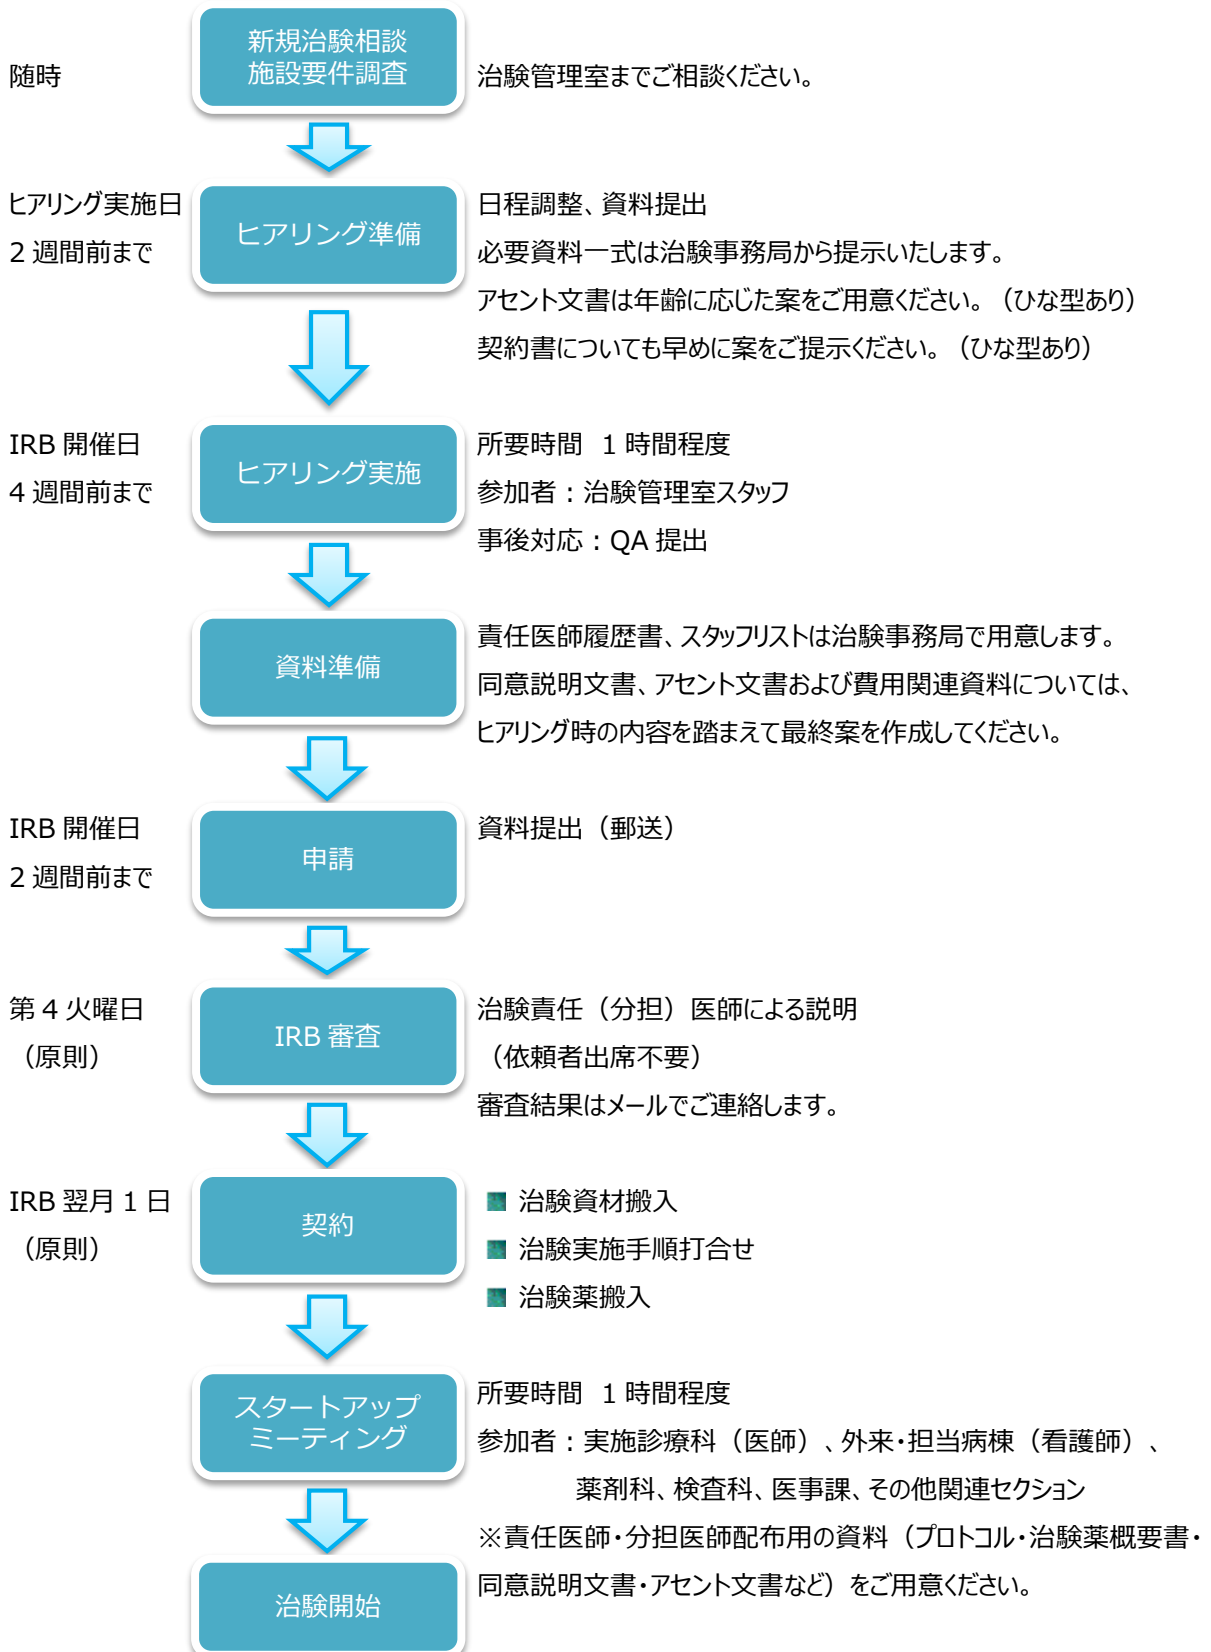 新規治験相談
施設要件調査
随時
治験管理室までご相談ください。
ヒアリング実施日
2 週間前まで
ヒアリング準備
日程調整、資料提出
必要資料一式は治験事務局から提示いたします。
アセント文書は年齢に応じた案をご用意ください。（ひな型あり）
契約書についても早めに案をご提示ください。（ひな型あり）
IRB 開催日
4 週間前まで
ヒアリング実施
所要時間 1 時間程度
参加者：治験管理室スタッフ
事後対応：QA 提出
資料準備
責任医師履歴書、スタッフリストは治験事務局で用意します。
同意説明文書、アセント文書および費用関連資料については、
ヒアリング時の内容を踏まえて最終案を作成してください。
IRB 開催日
2 週間前まで
申請
資料提出（郵送）
第 4 火曜日
（原則）
IRB 審査
治験責任（分担）医師による説明
（依頼者出席不要）
審査結果はメールでご連絡します。
IRB 翌月 1 日
（原則）
契約
治験資材搬入
治験実施手順打合せ
治験薬搬入
スタートアップ
ミーティング
所要時間 1 時間程度
参加者：実施診療科（医師）、外来・担当病棟（看護師）、
薬剤科、検査科、医事課、その他関連セクション
※責任医師・分担医師配布用の資料（プロトコル・治験薬概要書・
同意説明文書・アセント文書など）をご用意ください。
治験開始